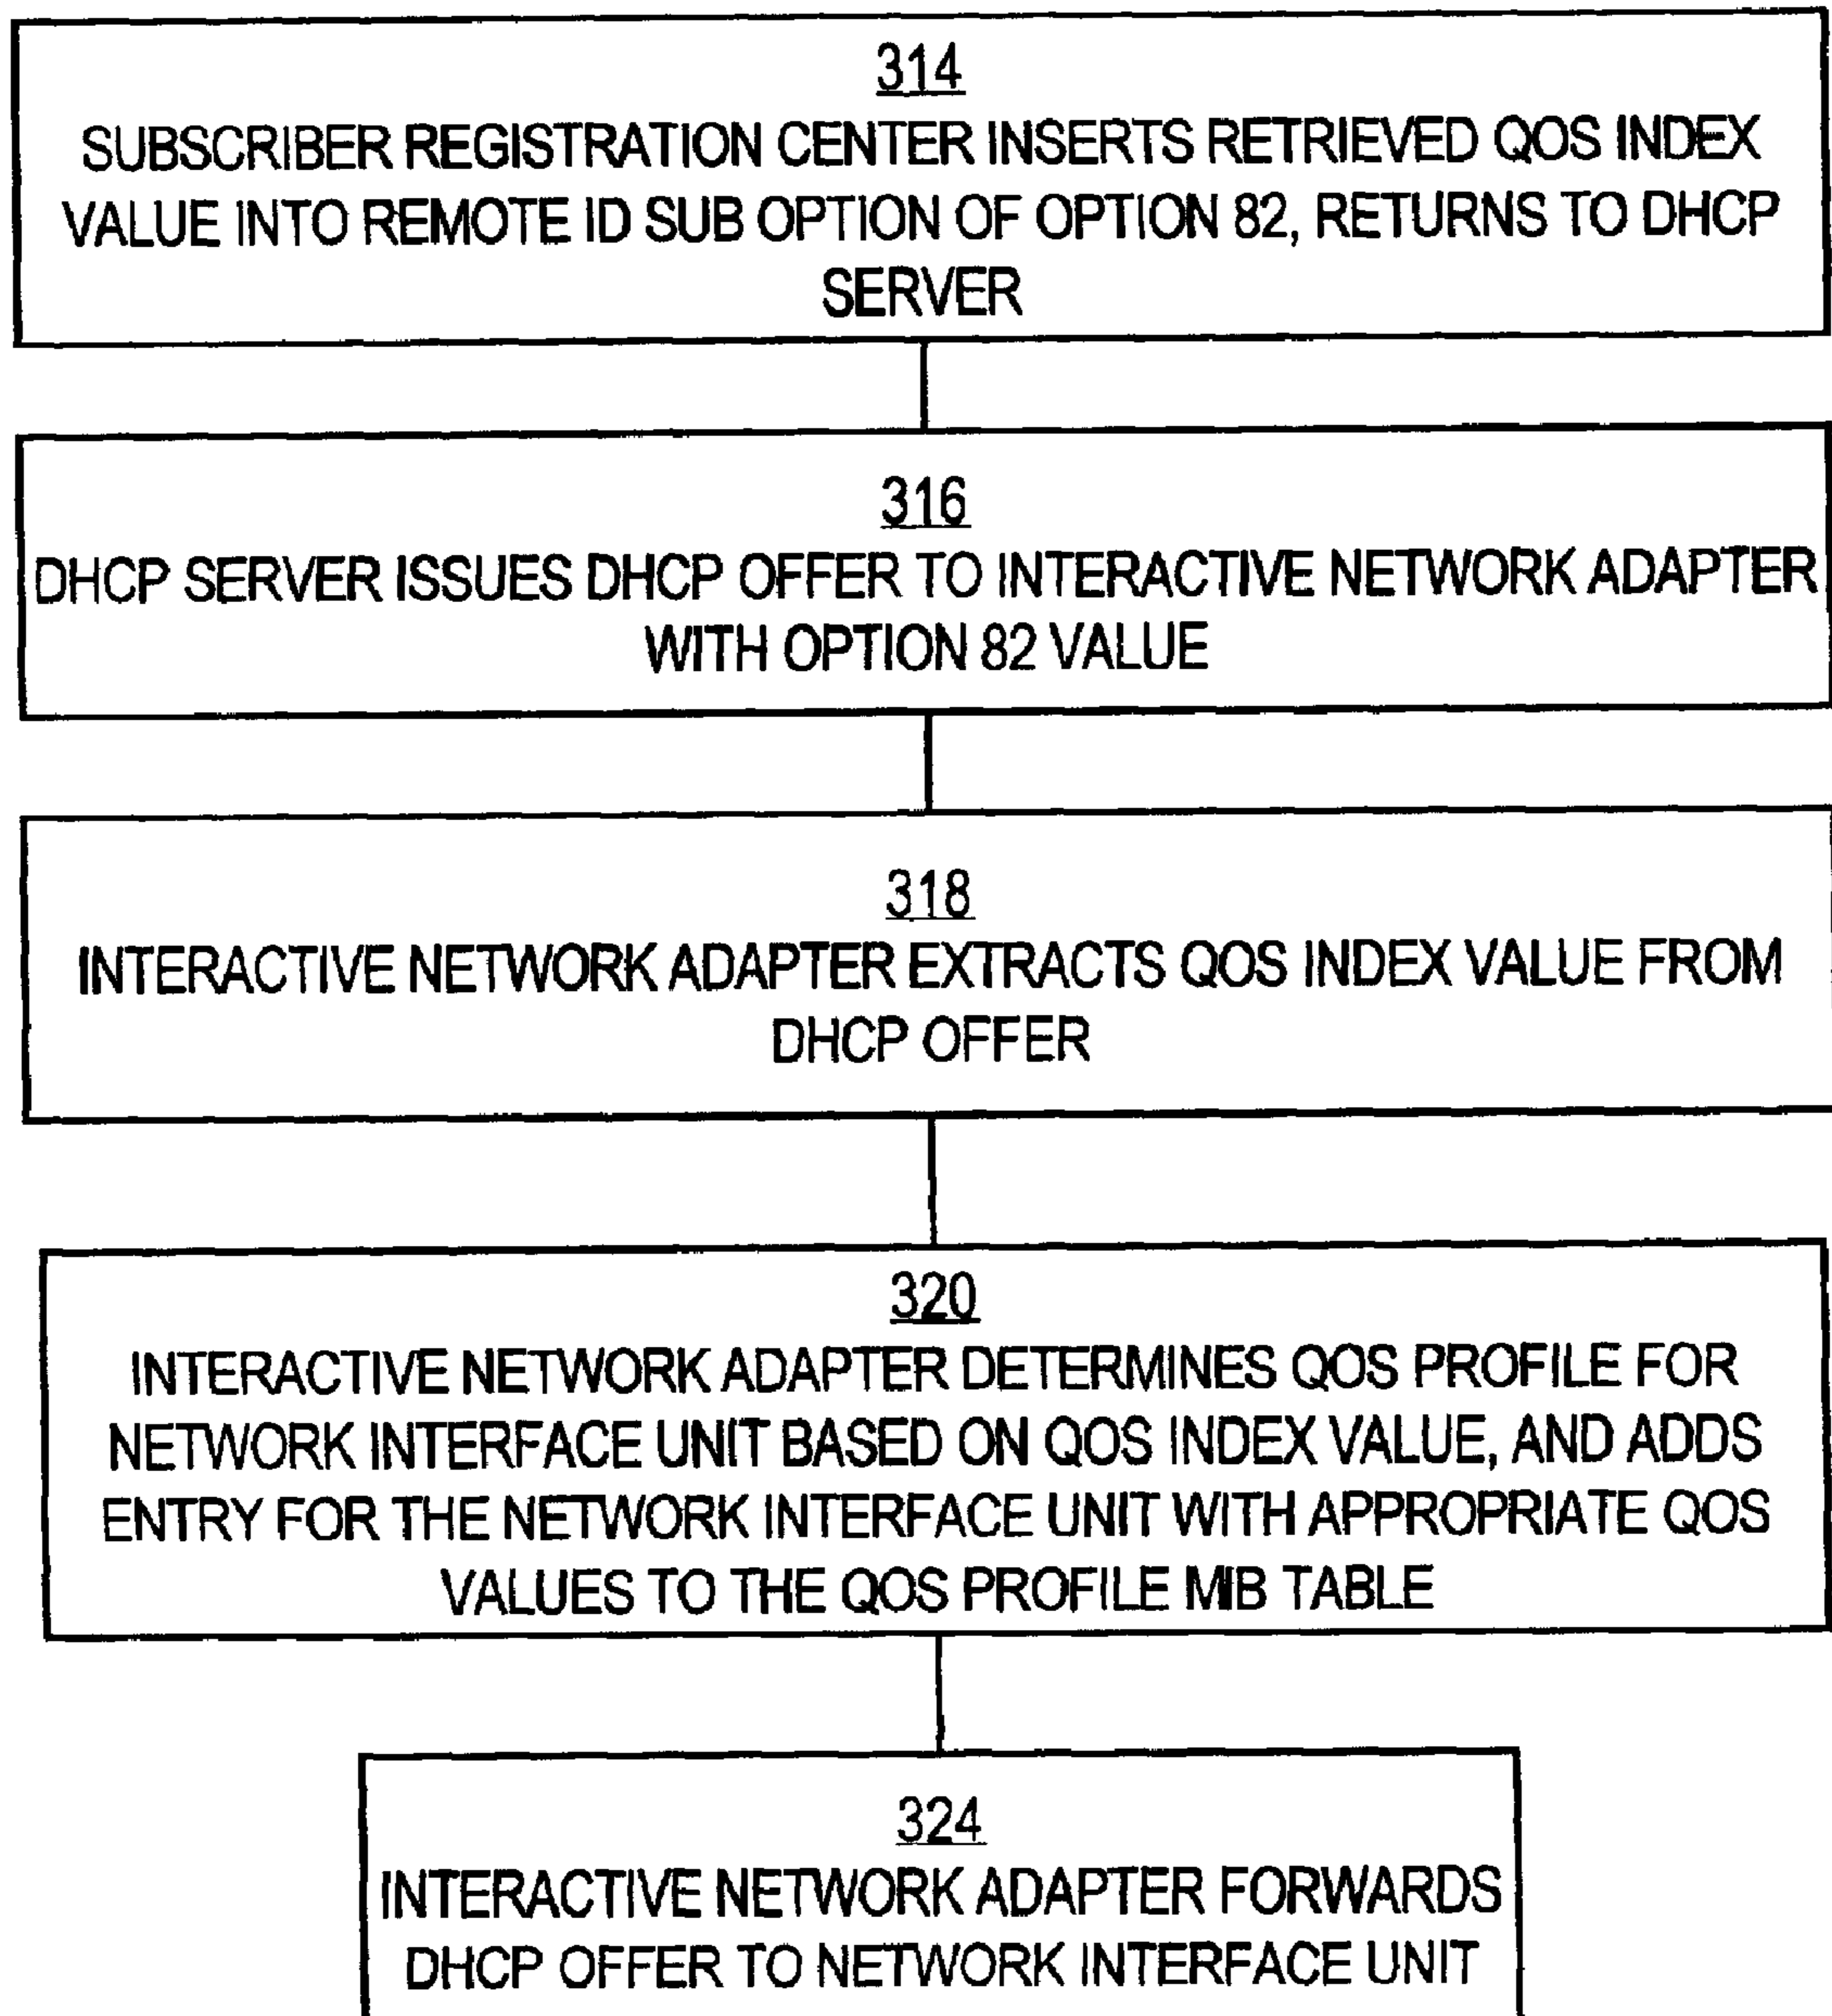 314
SUBSCRIBER REGISTRATION CENTER INSERTS RETRIEVED QOS INDEX
VALUE INTO REMOTE ID SUB OPTION OF OPTION 82, RETURNS TO DHCP
SERVER
316
DHCP SERVER ISSUES DHCP OFFER TO INTERACTIVE NETWORK ADAPTER
WITH OPTION 82 VALUE
318
INTERACTIVE NETWORK ADAPTER EXTRACTS QOS INDEX VALUE FROM
DHCP OFFER
320
INTERACTIVE NETWORK ADAPTER DETERMINES QOS PROFILE FOR
NETWORK INTERFACE UNIT BASED ON QOS INDEX VALUE, AND ADDS
ENTRY FOR THE NETWORK INTERFACE UNIT WITH APPROPRIATE QOS
VALUES TO THE QOS PROFILE MIB TABLE
324
INTERACTIVE NETWORK ADAPTER FORWARDS
DHCP OFFER TO NETWORK INTERFACE UNIT